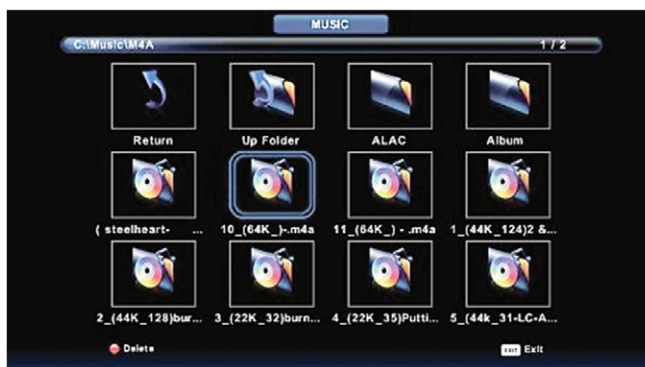 MUSIC
C:\Music\M4A 1 / 2
Return Up Folder ALAC Album
( steelheart- ... 10_(64K_)-.m4a 11_(64K_) - .m4a 1_(44K_124)2 &...
2_(44K_128)bur... 3_(22K_32)burn... 4_(22K_35)Putti... 5_(44k_31-LC-A...
Delete EXIT Exit